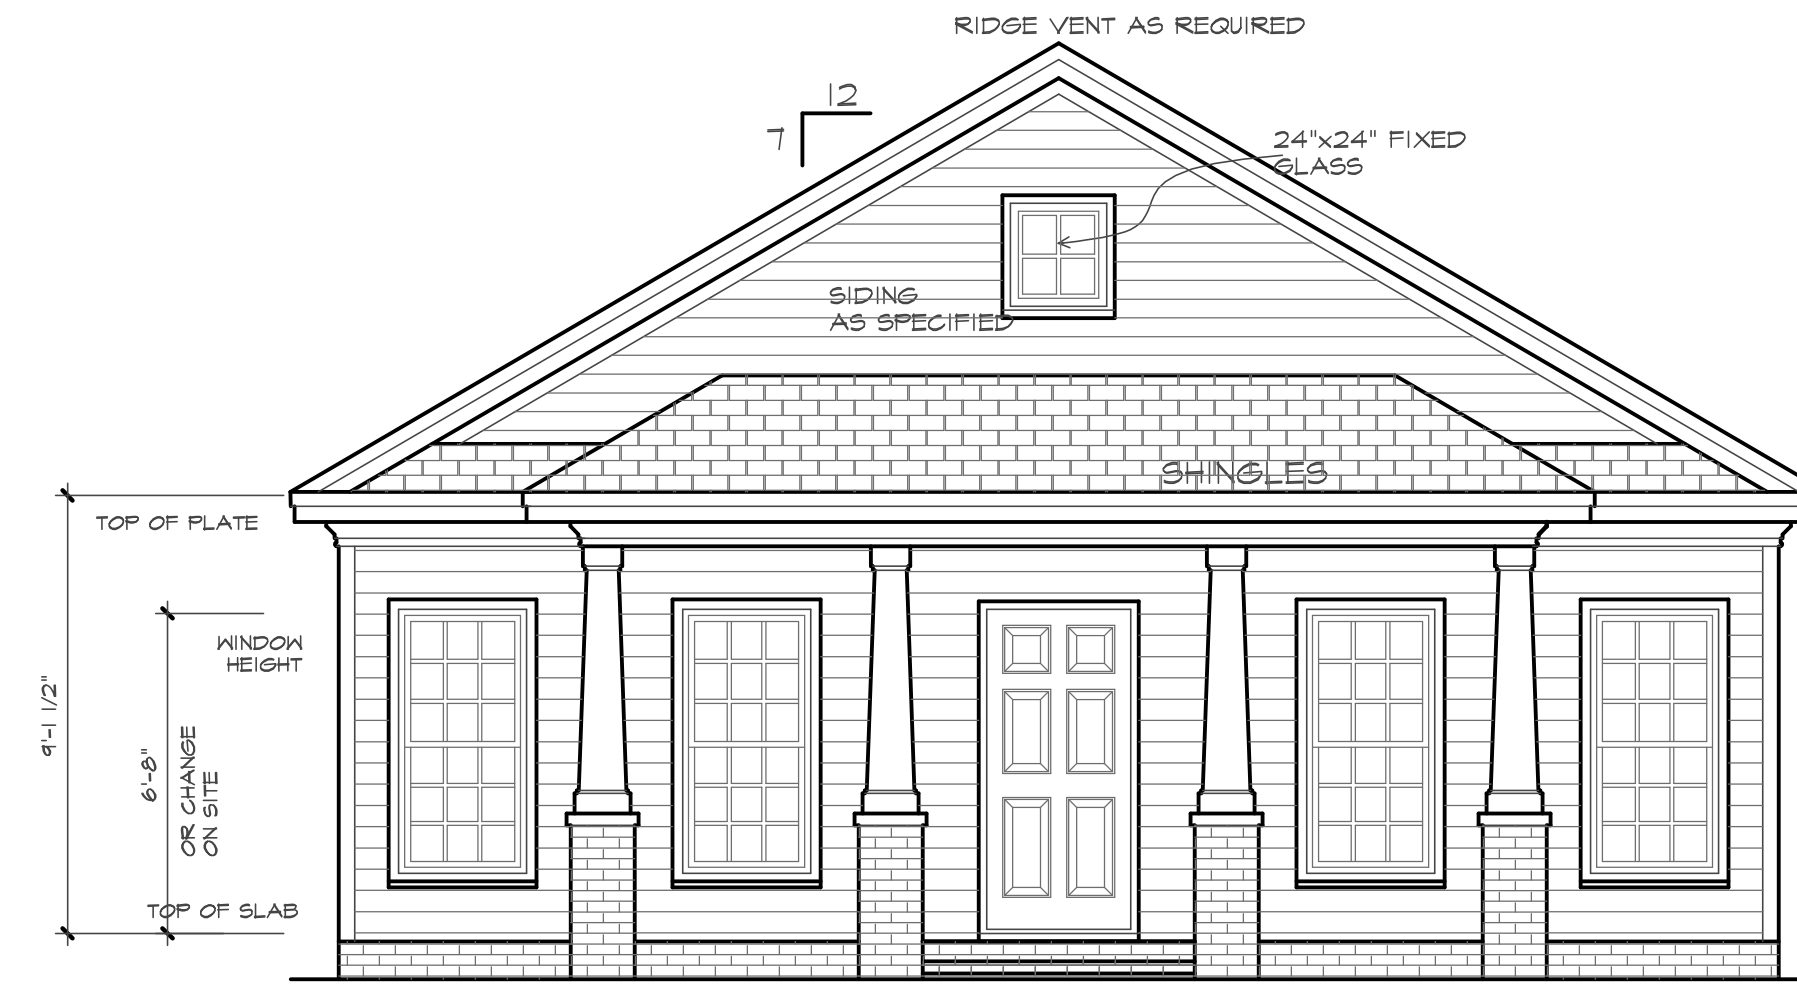 RIDGE VENT AS REQUIRED
12
7
24"x24" FIXED
GLASS
SIDING
AS SPECIFIED
SHINGLES
TOP OF PLATE
WINDOW
HEIGHT
9'-1 1/2"
6'-8"
OR CHANGE
ON SITE
TOP OF SLAB